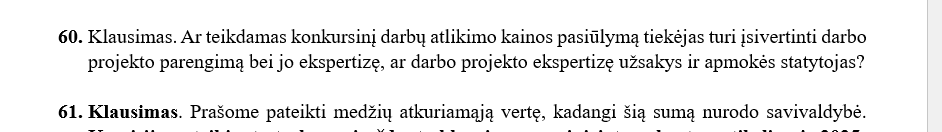 60. Klausimas. Ar teikdamas konkursinį darbų atlikimo kainos pasiūlymą tiekėjas turi įsivertinti darbo
projekto parengimą bei jo ekspertizę, ar darbo projekto ekspertizę užsakys ir apmokės statytojas?
61. Klausimas. Prašome pateikti medžių atkuriamąją vertę, kadangi šią sumą nurodo savivaldybė.